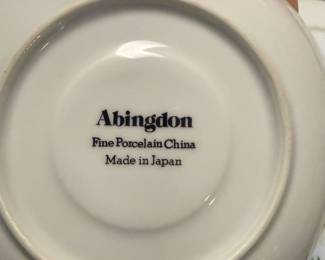 Abingdon
Fine Porcelain China
Made in Japan